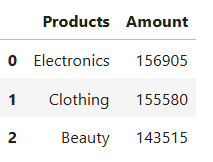 Products Amount
0 Electronics 156905
1 Clothing 155580
2 Beauty 143515